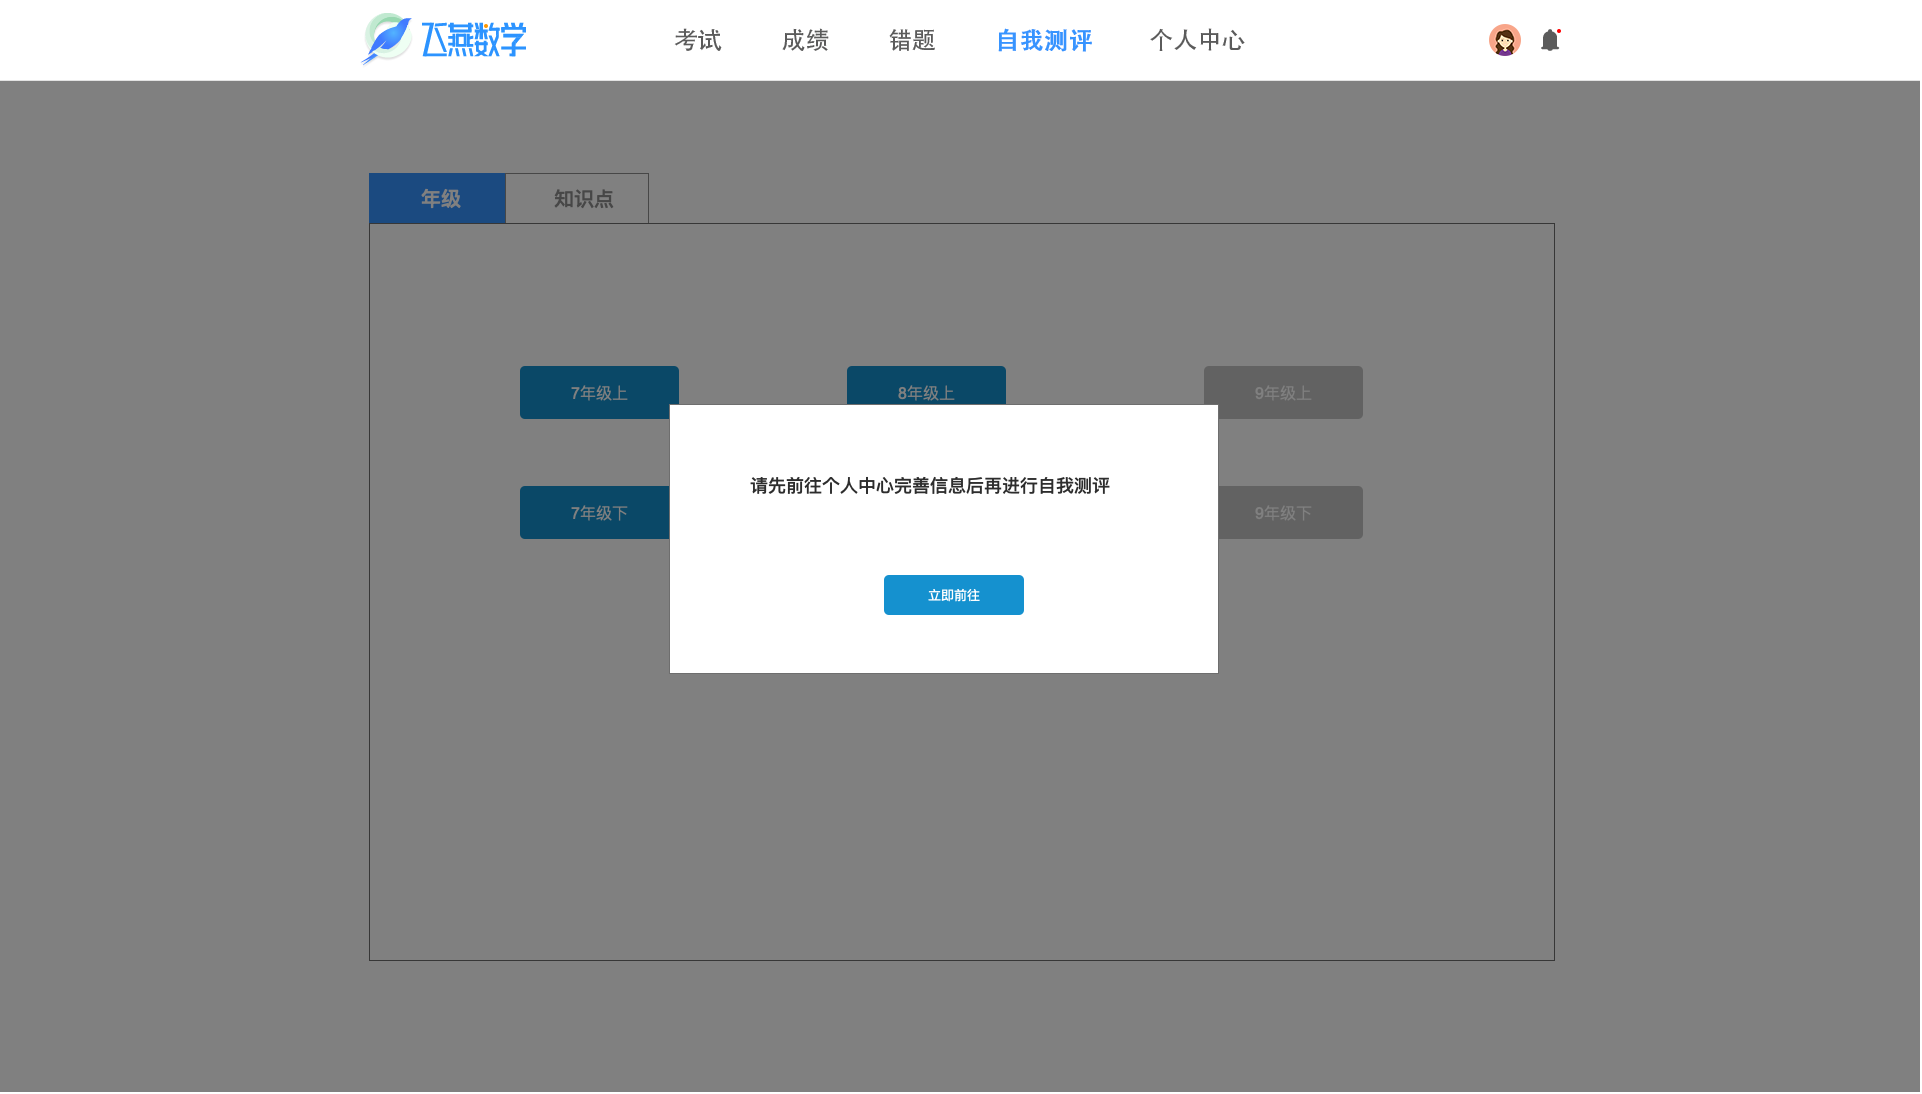 飞燕数学
考试 成绩 错题 自我测评 个人中心
年级 知识点
7年级上 8年级上 9年级上
请先前往个人中心完善信息后再进行自我测评
7年级下 9年级下
立即前往